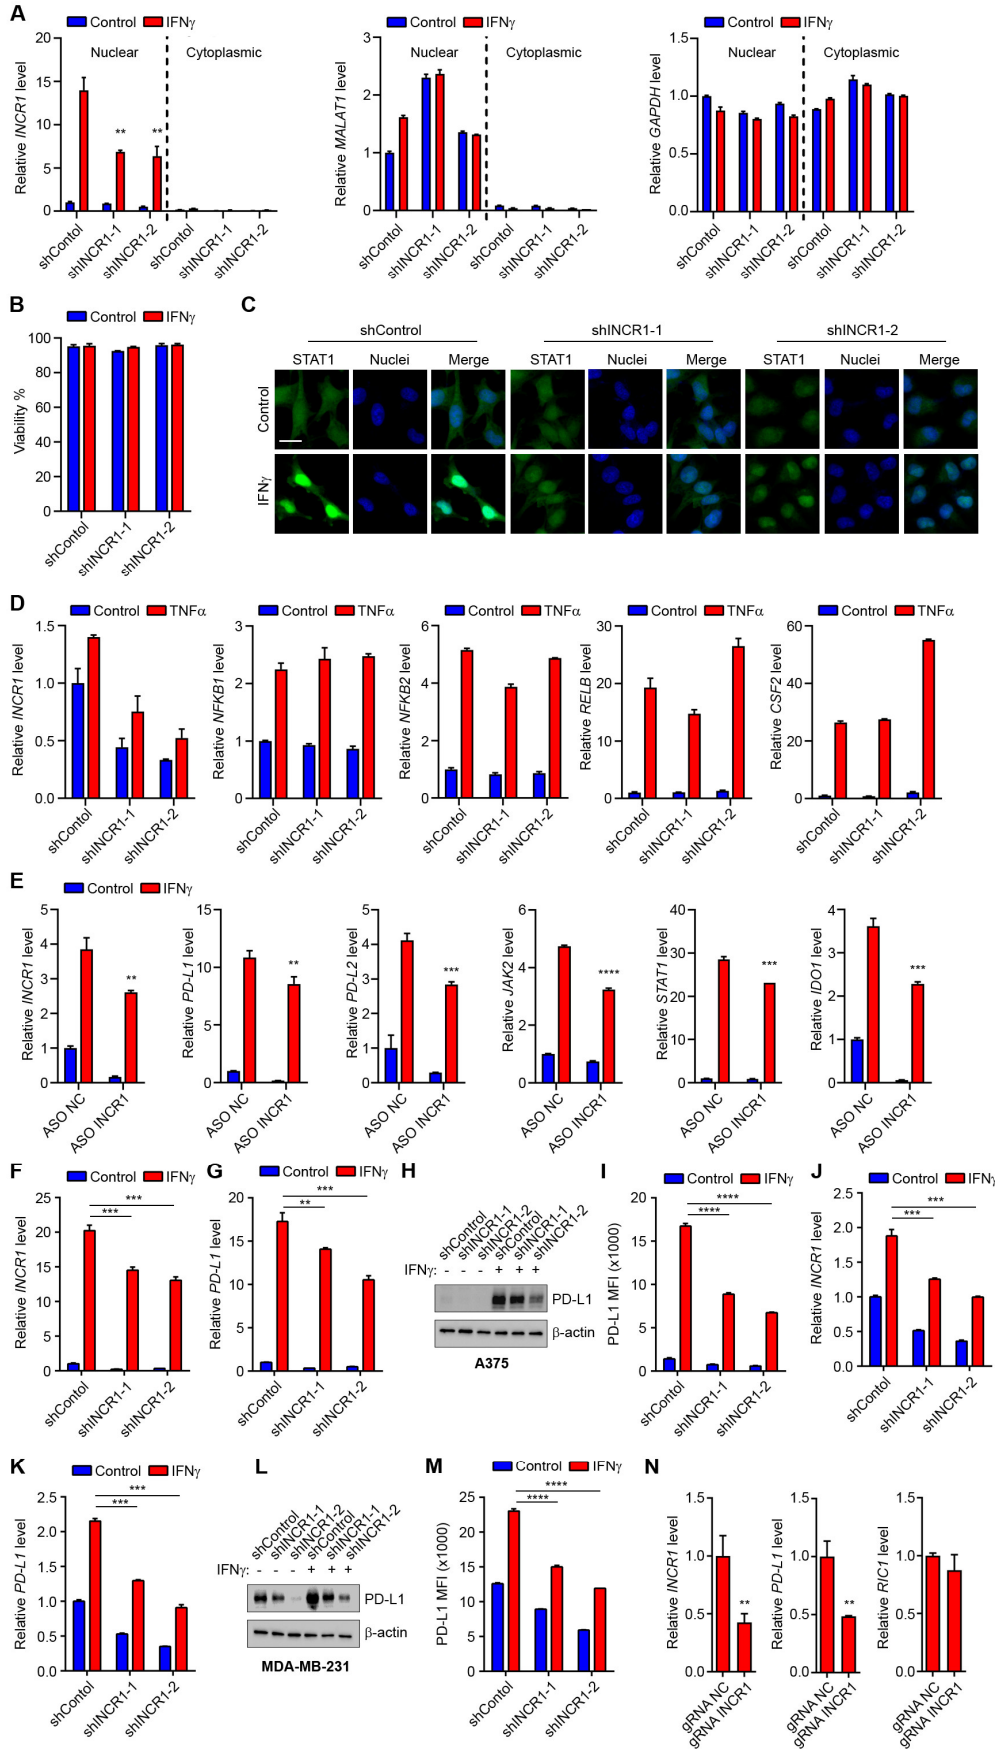 A
Control IFNγ
Relative INCR1 level
20
15
10
5
0
Nuclear Cytoplasmic
** **
shContol shINCR1-1 shINCR1-2 shContol shINCR1-1 shINCR1-2
Control IFNγ
Relative MALAT1 level
3
2
1
0
Nuclear Cytoplasmic
shContol shINCR1-1 shINCR1-2 shContol shINCR1-1 shINCR1-2
Control IFNγ
Relative GAPDH level
1.5
1.0
0.5
0.0
Nuclear Cytoplasmic
shContol shINCR1-1 shINCR1-2 shContol shINCR1-1 shINCR1-2
B
Control IFNγ
Viability %
100
80
60
40
20
0
shContol shINCR1-1 shINCR1-2
C
shControl shINCR1-1 shINCR1-2
STAT1 Nuclei Merge STAT1 Nuclei Merge STAT1 Nuclei Merge
Control
IFNγ
D
Control TNFα
Relative INCR1 level
1.5
1.0
0.5
0.0
shControl shINCR1-1 shINCR1-2
Control TNFα
Relative NFKB1 level
3
2
1
0
shControl shINCR1-1 shINCR1-2
Control TNFα
Relative NFKB2 level
6
4
2
0
shControl shINCR1-1 shINCR1-2
Control TNFα
Relative RELB level
30
20
10
0
shControl shINCR1-1 shINCR1-2
Control TNFα
Relative CSF2 level
60
40
20
0
shControl shINCR1-1 shINCR1-2
E
Control IFNγ
Relative INCR1 level
5
4
3
2
1
0
**
ASO NC ASO INCR1
Relative PD-L1 level
15
10
5
0
**
ASO NC ASO INCR1
Relative PD-L2 level
5
4
3
2
1
0
***
ASO NC ASO INCR1
Relative JAK2 level
6
4
2
0
****
ASO NC ASO INCR1
Relative STAT1 level
40
30
20
10
0
***
ASO NC ASO INCR1
Relative IDO1 level
4
3
2
1
0
***
ASO NC ASO INCR1
F
Control IFNγ
Relative INCR1 level
25
20
15
10
5
0
***
***
shControl shINCR1-1 shINCR1-2
G
Control IFNγ
Relative PD-L1 level
20
15
10
5
0
***
**
shControl shINCR1-1 shINCR1-2
H
shControl shINCR1-1 shINCR1-2 shControl shINCR1-1 shINCR1-2
IFNγ: - - - + + +
PD-L1
β-actin
A375
I
Control IFNγ
PD-L1 MFI (x1000)
20
15
10
5
0
****
****
shControl shINCR1-1 shINCR1-2
J
Control IFNγ
Relative INCR1 level
2.5
2.0
1.5
1.0
0.5
0.0
***
***
shControl shINCR1-1 shINCR1-2
K
Control IFNγ
Relative PD-L1 level
2.5
2.0
1.5
1.0
0.5
0.0
***
***
shControl shINCR1-1 shINCR1-2
L
shControl shINCR1-1 shINCR1-2 shControl shINCR1-1 shINCR1-2
IFNγ: - - - + + +
PD-L1
β-actin
MDA-MB-231
M
Control IFNγ
PD-L1 MFI (x1000)
25
20
15
10
5
0
****
****
shControl shINCR1-1 shINCR1-2
N
Relative INCR1 level
1.5
1.0
0.5
0.0
**
gRNA NC gRNA INCR1
Relative PD-L1 level
1.5
1.0
0.5
0.0
**
gRNA NC gRNA INCR1
Relative RIC1 level
1.5
1.0
0.5
0.0
gRNA NC gRNA INCR1